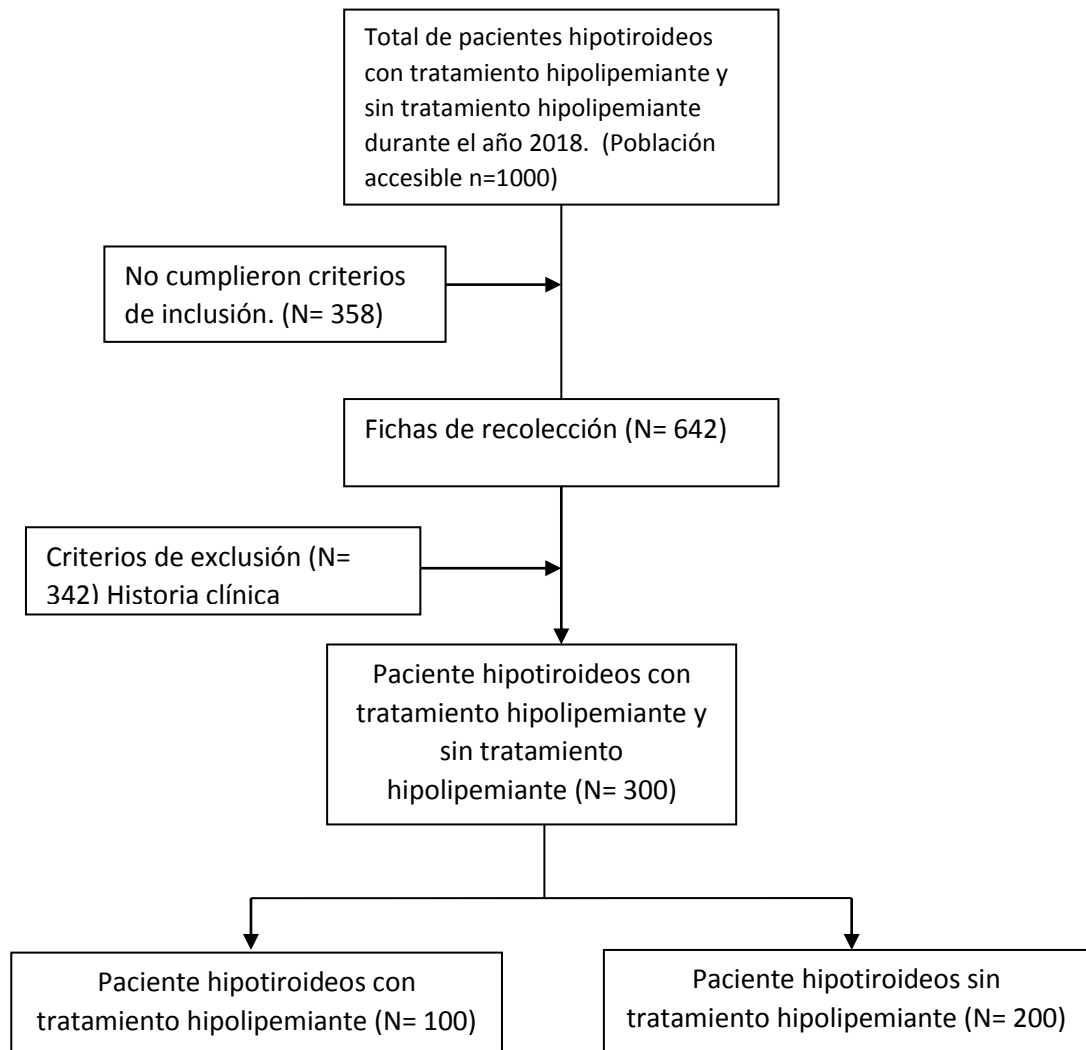 Total de pacientes hipotiroideos
con tratamiento hipolipemiante y
sin tratamiento hipolipemiante
durante el año 2018.  (Población
accesible n=1000)
No cumplieron criterios
de inclusión. (N= 358)
Fichas de recolección (N= 642)
Criterios de exclusión (N=
342) Historia clínica
Paciente hipotiroideos con
tratamiento hipolipemiante y
sin tratamiento
hipolipemiante (N= 300)
Paciente hipotiroideos con
tratamiento hipolipemiante (N= 100)
Paciente hipotiroideos sin
tratamiento hipolipemiante (N= 200)